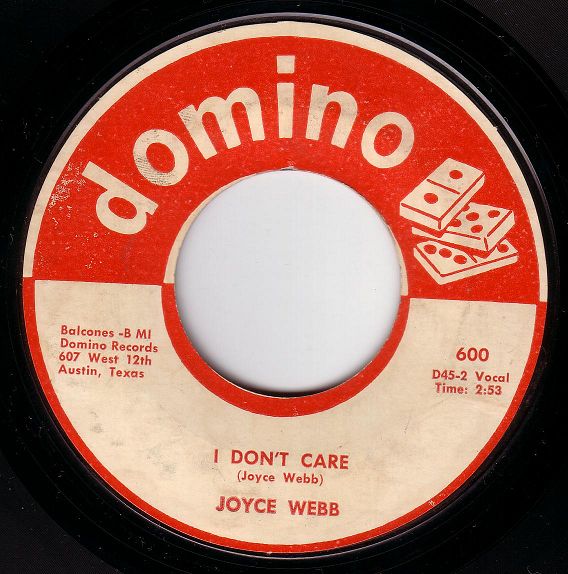 domino
Balcones -B MI
Domino Records
607 West 12th
Austin, Texas
600
D45-2 Vocal
Time: 2:53
I DON'T CARE
(Joyce Webb)
JOYCE WEBB